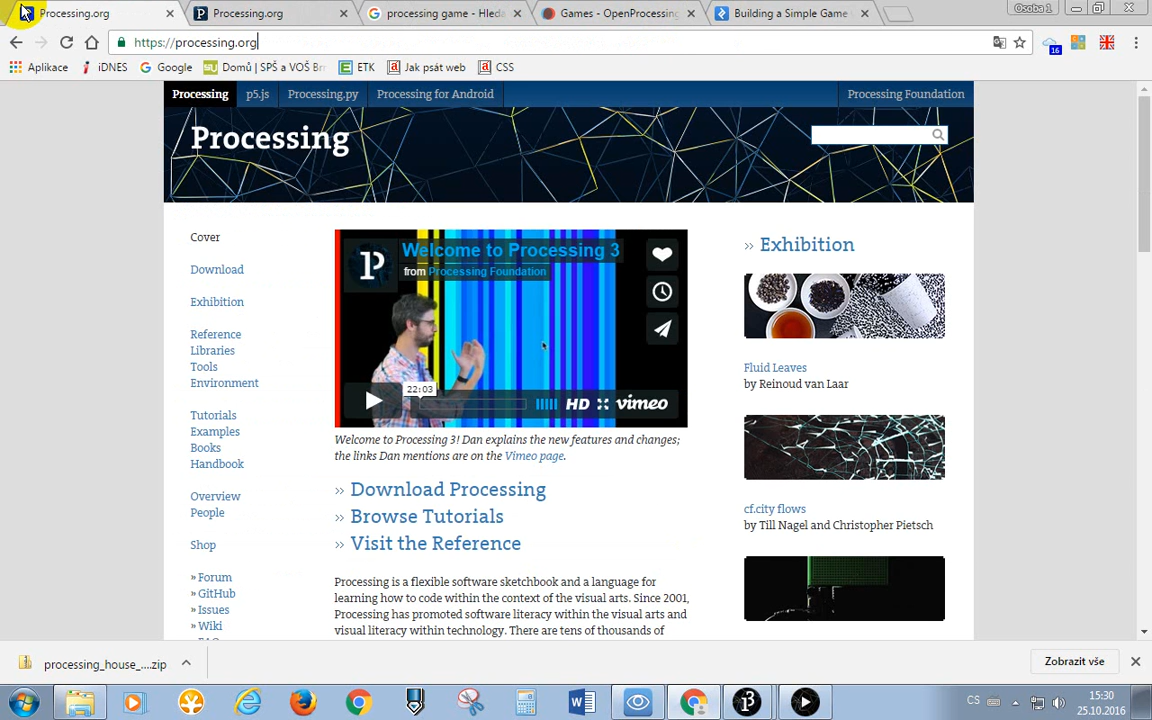 Processing.org
Processing.org
processing game - Hled
Games - OpenProcessing
Building a Simple Game
Osoba 1
https://processing.org
16
Aplikace
iDNES
Google
Domů | SPŠ a VOŠ Br
ETK
Jak psát web
CSS
Processing
p5.js
Processing.py
Processing for Android
Processing Foundation
Processing
Cover
Download
Exhibition
Reference
Libraries
Tools
Environment
Tutorials
Examples
Books
Handbook
Overview
People
Shop
» Forum
» GitHub
» Issues
» Wiki
Welcome to Processing 3
from Processing Foundation
22:03
HD
vimeo
Welcome to Processing 3! Dan explains the new features and changes;
the links Dan mentions are on the Vimeo page.
» Download Processing
» Browse Tutorials
» Visit the Reference
Processing is a flexible software sketchbook and a language for
learning how to code within the context of the visual arts. Since 2001,
Processing has promoted software literacy within the visual arts and
visual literacy within technology. There are tens of thousands of
» Exhibition
Fluid Leaves
by Reinoud van Laar
cf.city flows
by Till Nagel and Christopher Pietsch
processing_house_....zip
Zobrazit vše
CS
15:30
25.10.2016